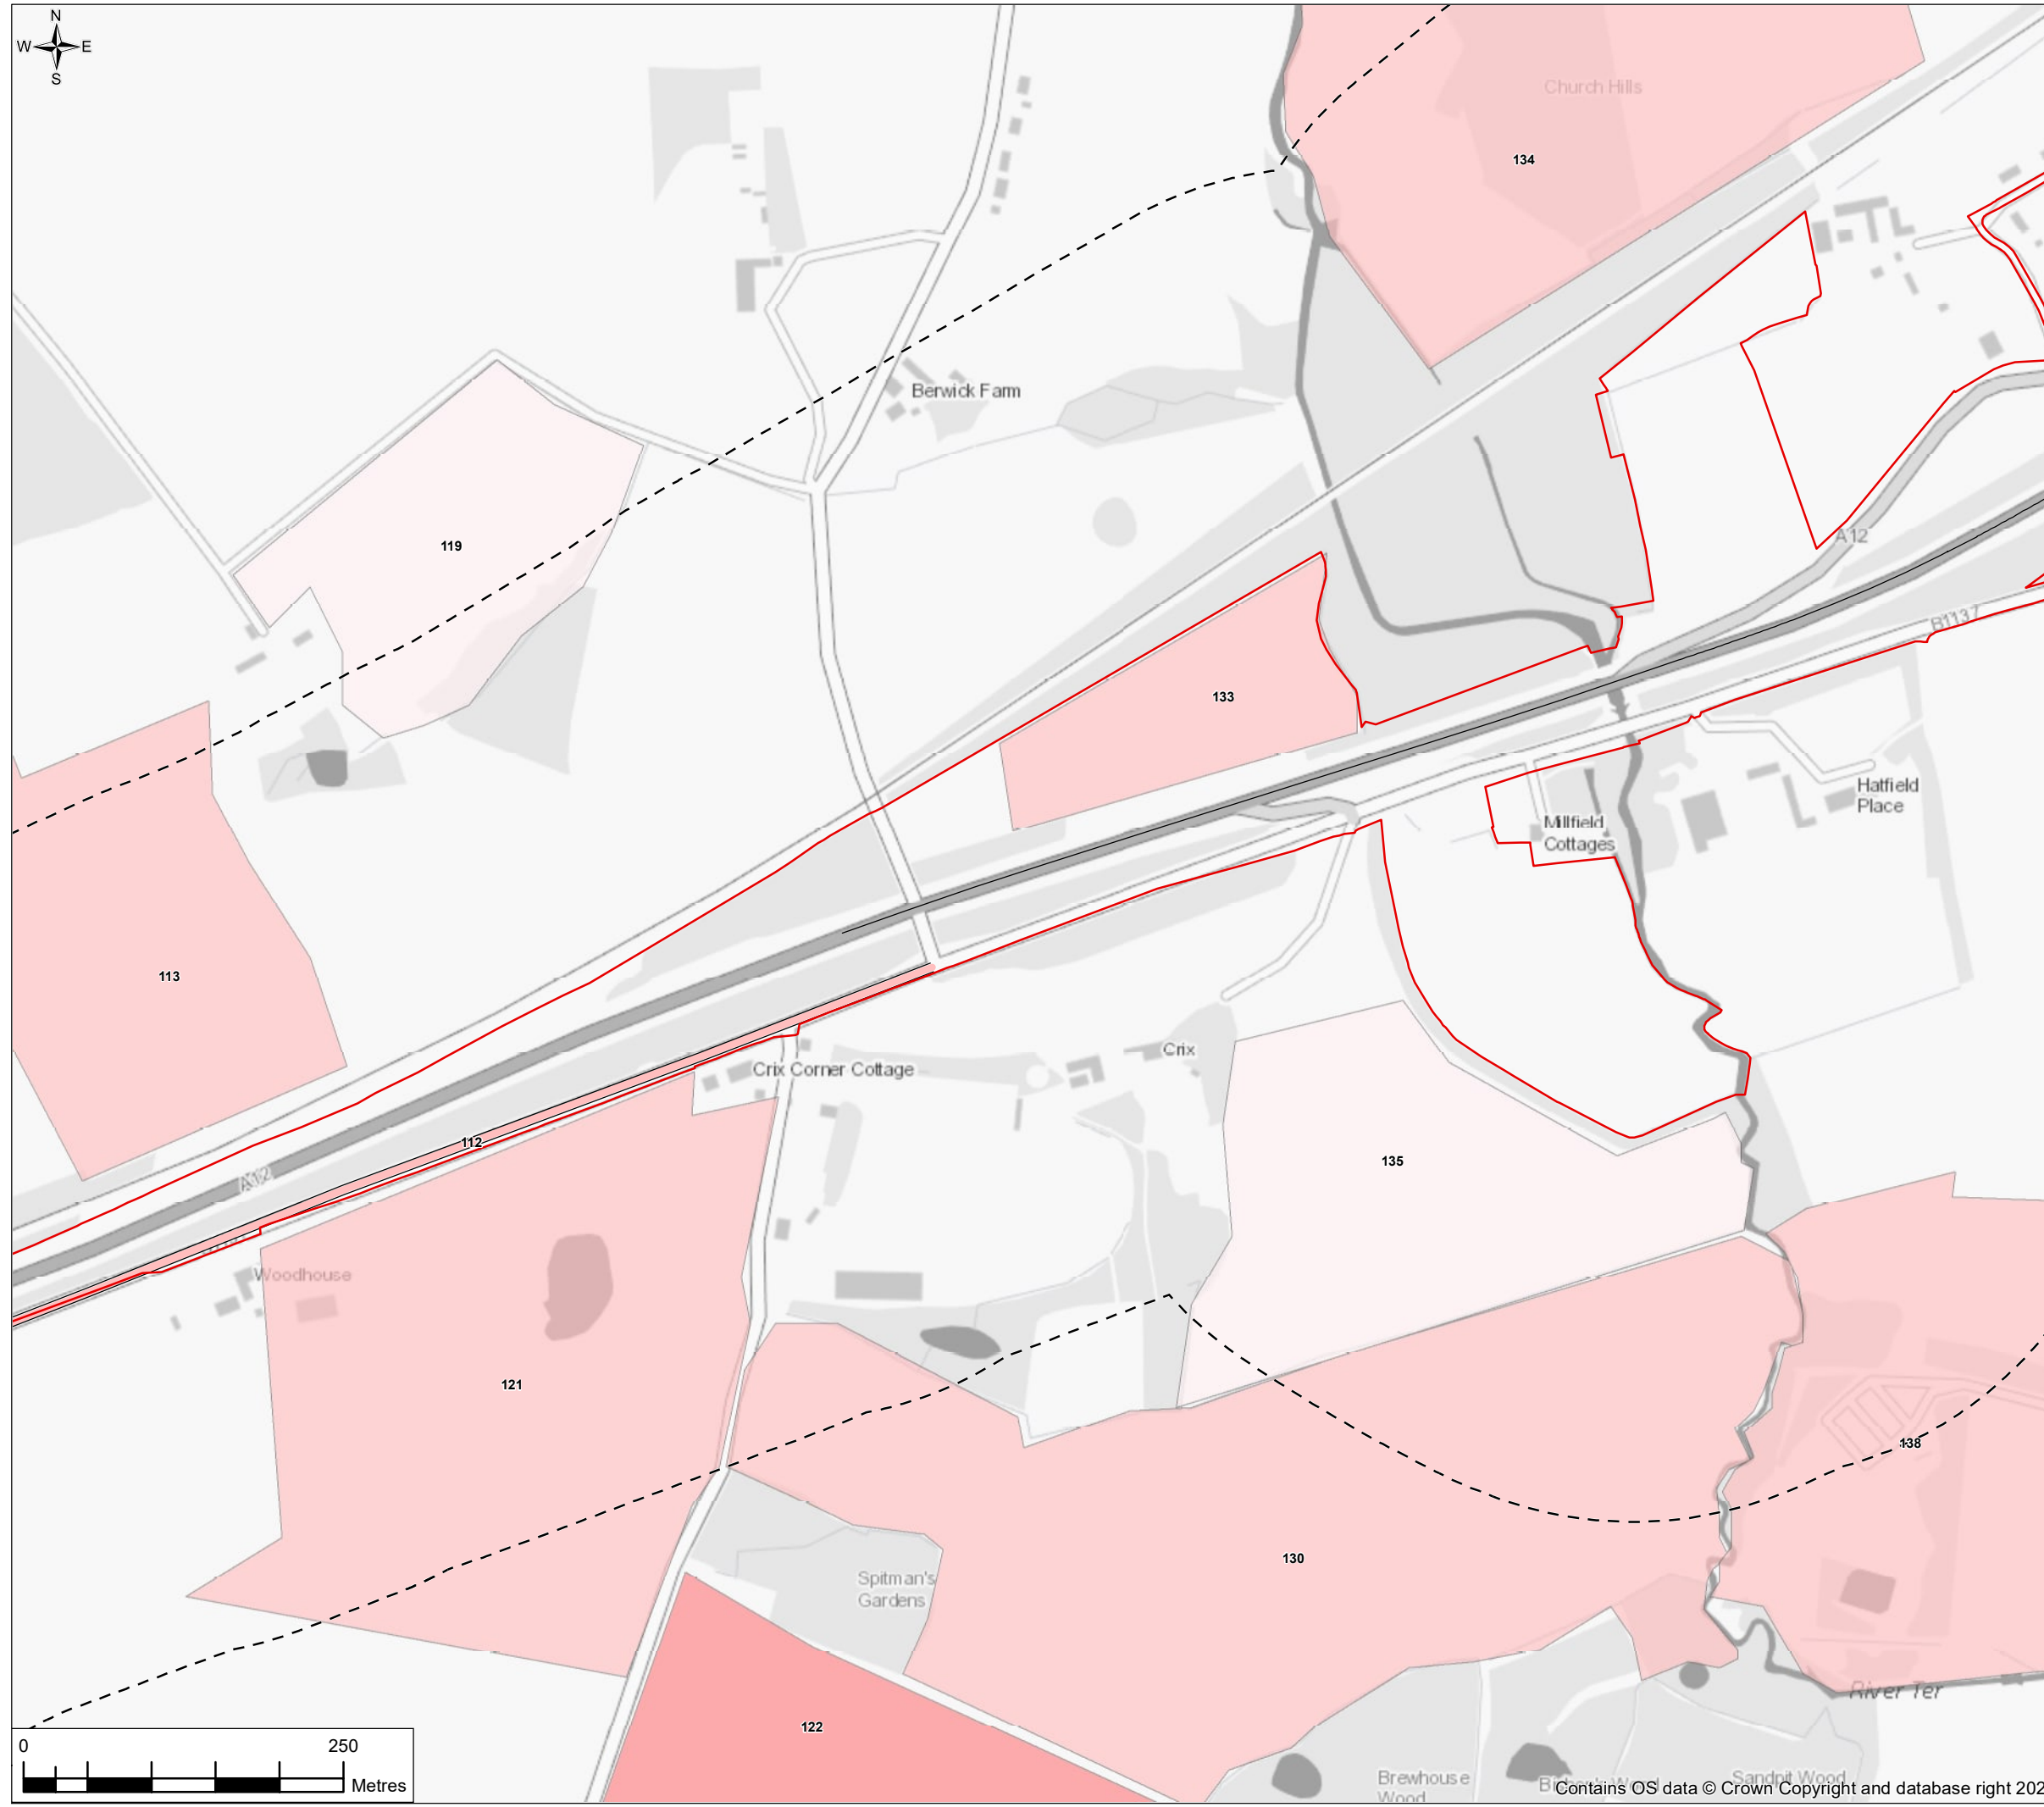 N
W E
S
Church Hills
134
Berwick Farm
119
A12
B1137
133
Hatfield
Place
Millfield
Cottages
113
Crix
Crix Corner Cottage
112
A12
135
Woodhouse
121
138
130
Spitman's
Gardens
River Ter
122
0 250
Metres
Brewhouse
Wood
Sandpit Wood
Contains OS data © Crown Copyright and database right 202